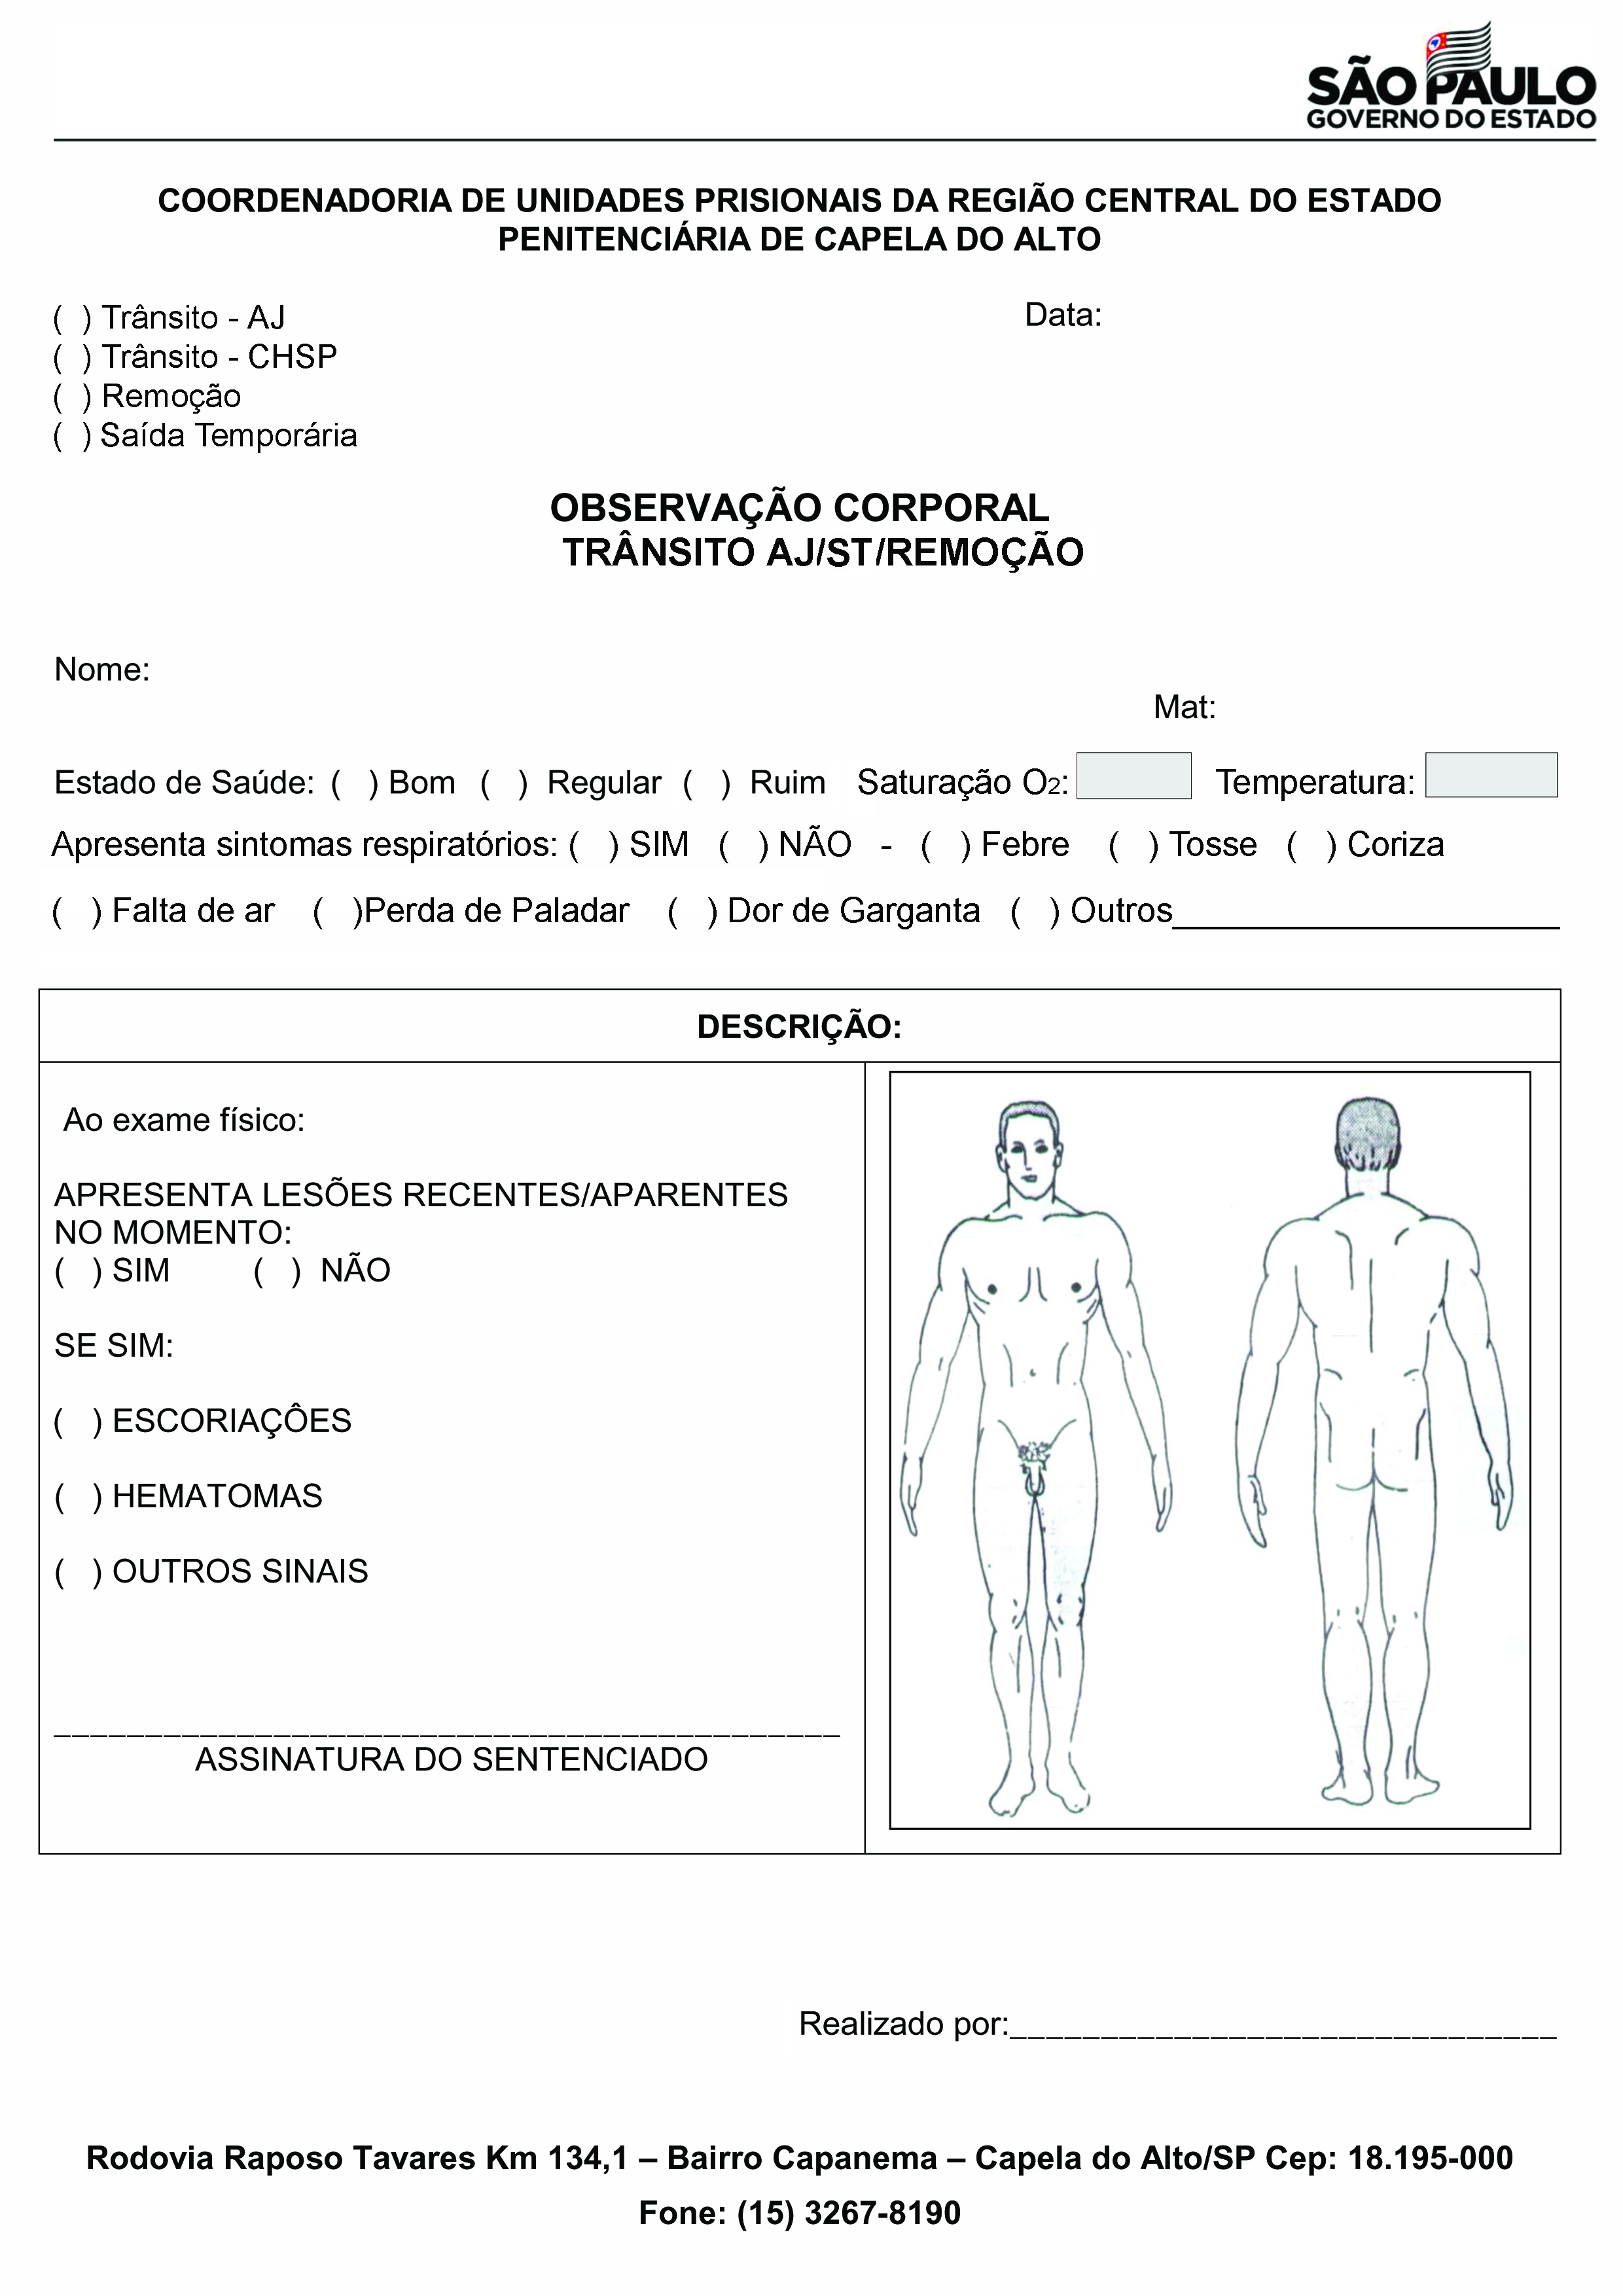 SÃO PAULO
GOVERNO DO ESTADO
COORDENADORIA DE UNIDADES PRISIONAIS DA REGIÃO CENTRAL DO ESTADO
PENITENCIÁRIA DE CAPELA DO ALTO
( ) Trânsito - AJ
Data:
( ) Trânsito - CHSP
( ) Remoção
( ) Saída Temporária
OBSERVAÇÃO CORPORAL
TRÂNSITO AJ/ST/REMOÇÃO
Nome:
Mat:
Estado de Saúde: ( ) Bom ( ) Regular ( ) Ruim Saturação O2: Temperatura:
Apresenta sintomas respiratórios: ( ) SIM ( ) NÃO - ( ) Febre ( ) Tosse ( ) Coriza
( ) Falta de ar ( )Perda de Paladar ( ) Dor de Garganta ( ) Outros____________________
DESCRIÇÃO:
Ao exame físico:
APRESENTA LESÕES RECENTES/APARENTES
NO MOMENTO:
( ) SIM ( ) NÃO
SE SIM:
( ) ESCORIAÇÔES
( ) HEMATOMAS
( ) OUTROS SINAIS
___________________________________________
ASSINATURA DO SENTENCIADO
Realizado por:______________________________
Rodovia Raposo Tavares Km 134,1 – Bairro Capanema – Capela do Alto/SP Cep: 18.195-000
Fone: (15) 3267-8190